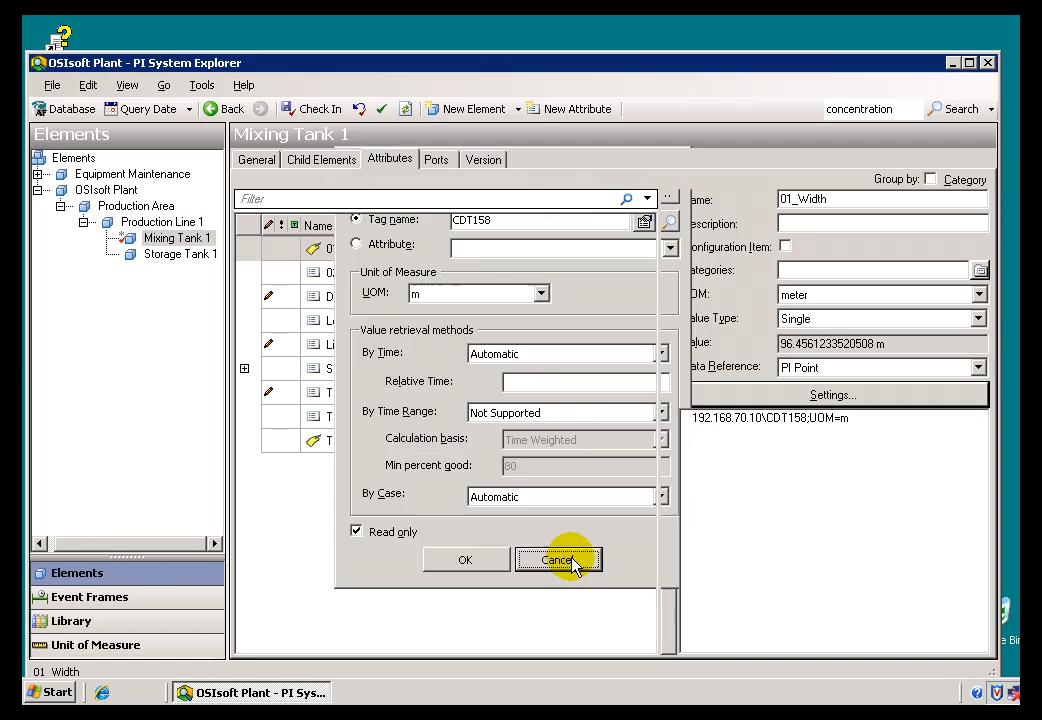 OSIsoft Plant - PI System Explorer
File Edit View Go Tools Help
Database Query Date Back Check In New Element New Attribute concentration Search
Elements
Mixing Tank 1
Elements
Equipment Maintenance
OSIsoft Plant
Production Area
Production Line 1
Mixing Tank 1
Storage Tank 1
General Child Elements Attributes Ports Version
Group by: Category
Filter
Name
Tag name: CDT158
Attribute:
Unit of Measure
UOM: m
Value retrieval methods
By Time: Automatic
Relative Time:
By Time Range: Not Supported
Calculation basis: Time Weighted
Min percent good: 80
By Case: Automatic
Read only
OK Cancel
ame: 01_Width
escription:
onfiguration Item:
ategories:
OM: meter
alue Type: Single
alue: 96.4561233520508 m
ata Reference: PI Point
Settings...
192.168.70.10\CDT158;UOM=m
Elements
Event Frames
Library
Unit of Measure
01 Width
Start OSIsoft Plant - PI Sys...